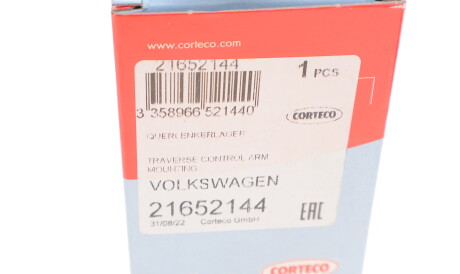 www.corteco.com
21652144
1 PCS
3 358966 521440
CORTECO
QUERLENKERLAGER
TRAVERSE CONTROL ARM
MOUNTING
VOLKSWAGEN
21652144
31/08/22 Corteco GmbH
EAC
CORTECO